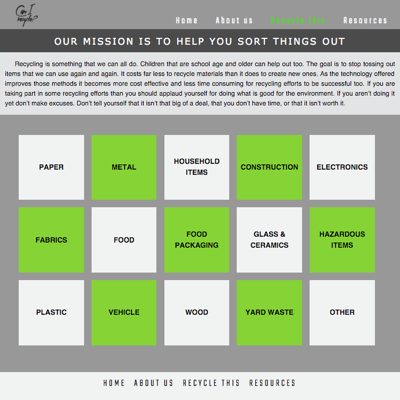 Can I
recycle?
Home About us Recycle this Resources
OUR MISSION IS TO HELP YOU SORT THINGS OUT
Recycling is something that we can all do. Children that are school age and older can help out too. The goal is to stop tossing out
items that we can use again and again. It costs far less to recycle materials than it does to create new ones. As the technology offered
improves those methods it becomes more cost effective and less time consuming for recycling efforts to be successful too. If you are
taking part in some recycling efforts than you should applaud yourself for doing what is good for the environment. If you aren't doing it
yet don't make excuses. Don't tell yourself that it isn't that big of a deal, that you don't have time, or that it isn't worth it.
PAPER
METAL
HOUSEHOLD
ITEMS
CONSTRUCTION
ELECTRONICS
FABRICS
FOOD
FOOD
PACKAGING
GLASS &
CERAMICS
HAZARDOUS
ITEMS
PLASTIC
VEHICLE
WOOD
YARD WASTE
OTHER
HOME ABOUT US RECYCLE THIS RESOURCES